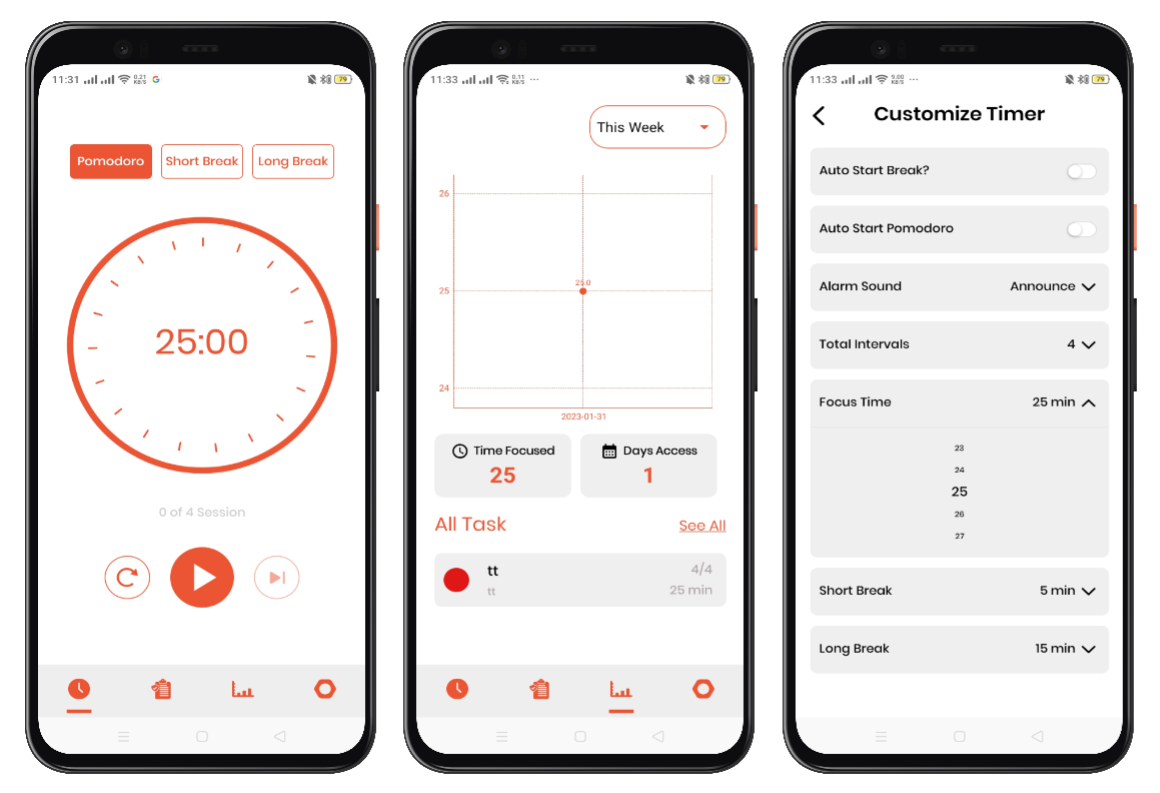 11:31 0.21 KB/S G 79
Pomodoro Short Break Long Break
25:00
0 of 4 Session
11:33 0.11 KB/S ... 79
This Week
26
25.0
25
24
2023-01-31
Time Focused Days Access
25 1
All Task See All
tt 4/4
tt 25 min
11:33 9.00 KB/S ... 79
Customize Timer
Auto Start Break?
Auto Start Pomodoro
Alarm Sound Announce
Total Intervals 4
Focus Time 25 min
23
24
25
26
27
Short Break 5 min
Long Break 15 min